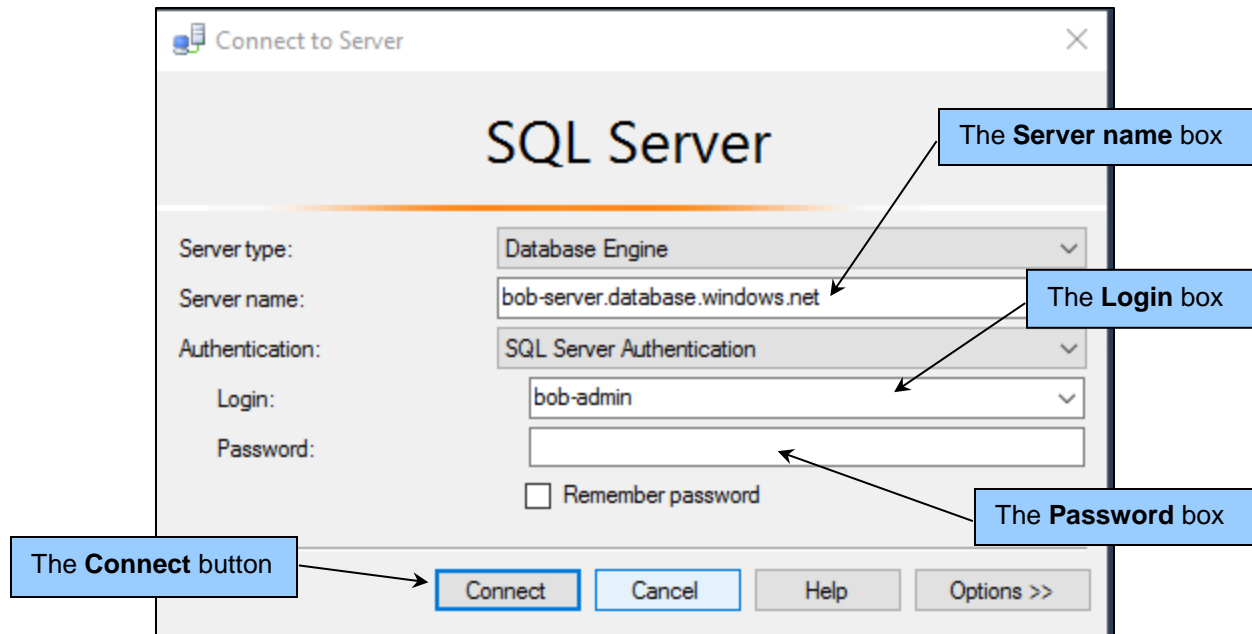 Connect to Server
SQL Server
The Server name box
Server type:
Database Engine
Server name:
bob-server.database.windows.net
The Login box
Authentication:
SQL Server Authentication
Login:
bob-admin
Password:
Remember password
The Password box
The Connect button
Connect
Cancel
Help
Options >>